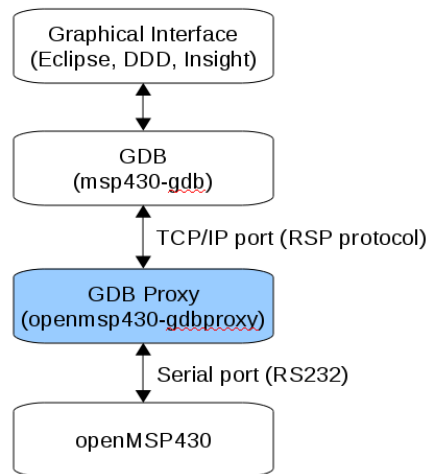 Graphical Interface
(Eclipse, DDD, Insight)
GDB
(msp430-gdb)
TCP/IP port (RSP protocol)
GDB Proxy
(openmsp430-gdbproxy)
Serial port (RS232)
openMSP430